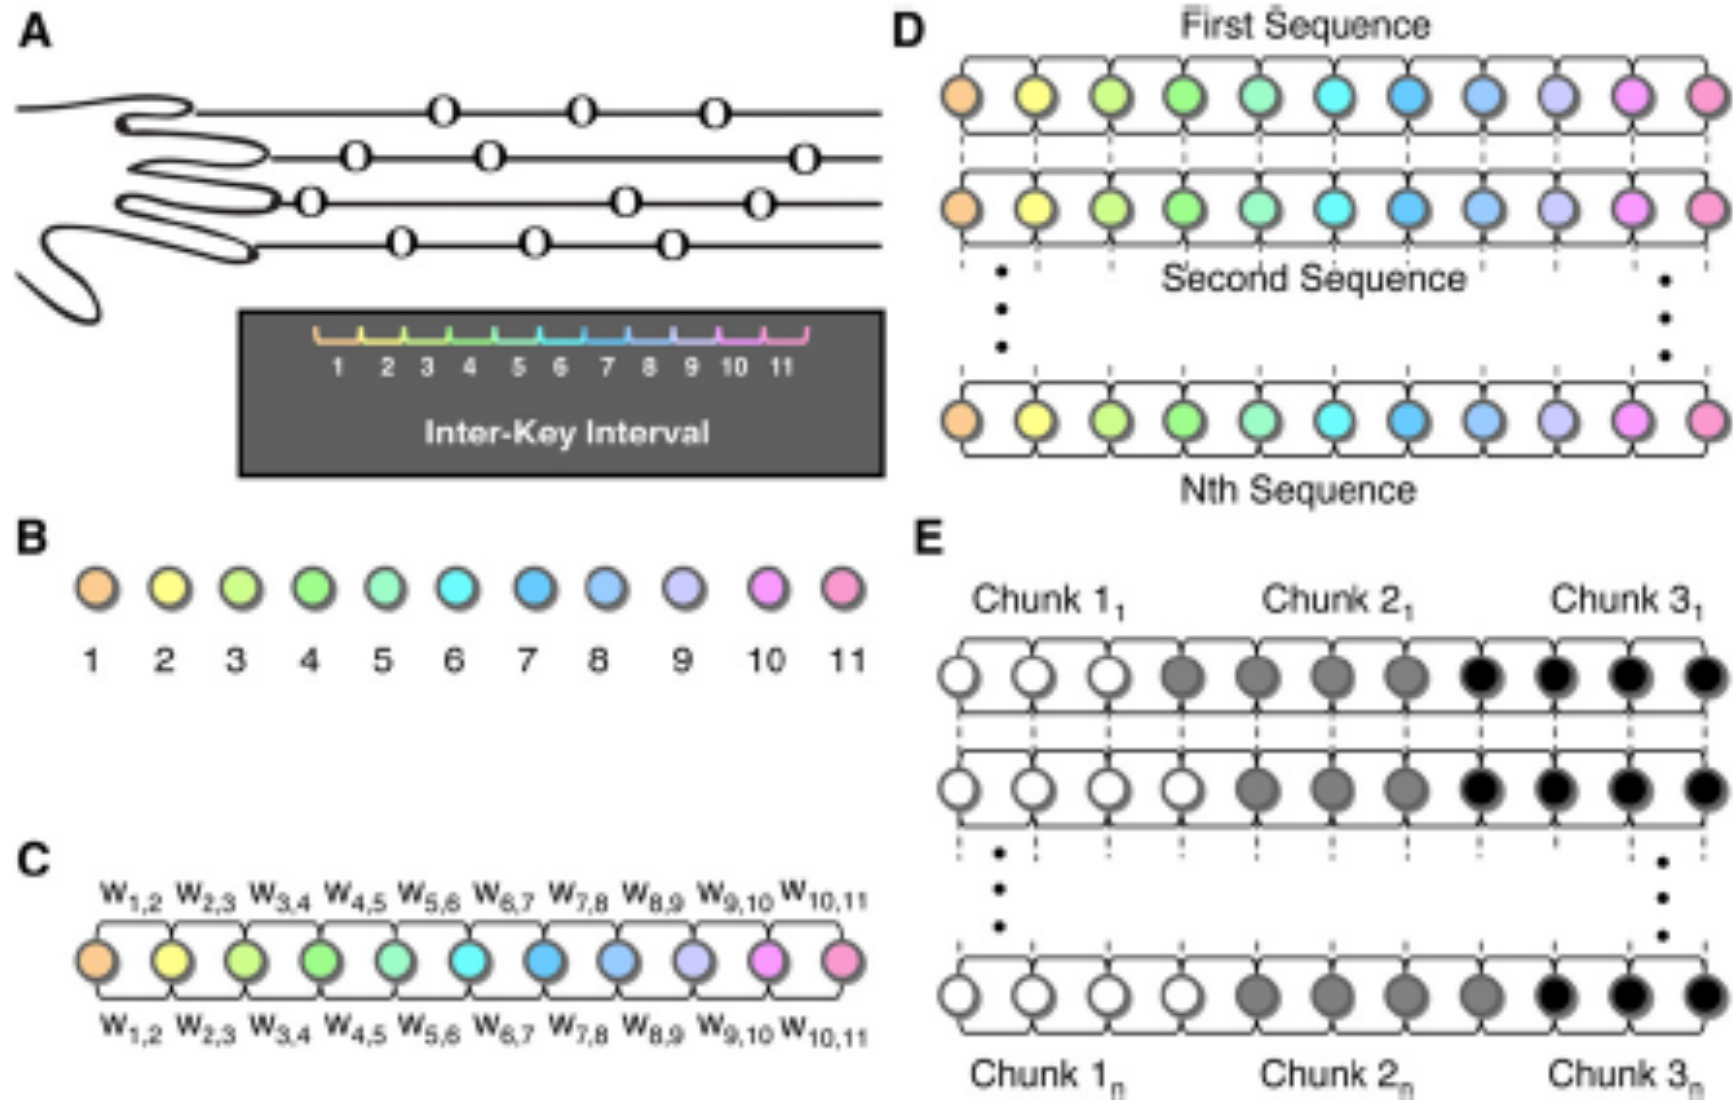 A
1 2 3 4 5 6 7 8 9 10 11
Inter-Key Interval
B
1 2 3 4 5 6 7 8 9 10 11
C
w1,2 w2,3 w3,4 w4,5 w5,6 w6,7 w7,8 w8,9 w9,10 w10,11
w1,2 w2,3 w3,4 w4,5 w5,6 w6,7 w7,8 w8,9 w9,10 w10,11
D
First Sequence
Second Sequence
Nth Sequence
E
Chunk 11 Chunk 21 Chunk 31
Chunk 1n Chunk 2n Chunk 3n